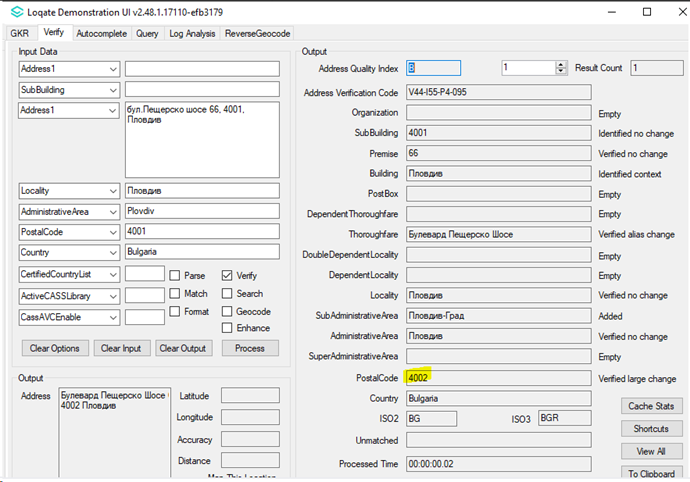 Loqate Demonstration UI v2.48.1.17110-efb3179
GKR Verify Autocomplete Query Log Analysis ReverseGeocode
Input Data
Address1
SubBuilding
Address1 бул.Пещерско шосе 66, 4001,
Пловдив
Locality Пловдив
AdministrativeArea Plovdiv
PostalCode 4001
Country Bulgaria
CertifiedCountryList Parse Verify
ActiveCASSLibrary Match Search
CassAVCEnable Format Geocode
Enhance
Clear Options Clear Input Clear Output Process
Output
Address Булевард Пещерско Шосе
4002 Пловдив
Latitude
Longitude
Accuracy
Distance
Map This Location
Output
Address Quality Index B 1 Result Count 1
Address Verification Code V44-I55-P4-095
Organization Empty
SubBuilding 4001 Identified no change
Premise 66 Verified no change
Building Пловдив Identified context
PostBox Empty
DependentThoroughfare Empty
Thoroughfare Булевард Пещерско Шосе Verified alias change
DoubleDependentLocality Empty
DependentLocality Empty
Locality Пловдив Verified no change
SubAdministrativeArea Пловдив-Град Added
AdministrativeArea Пловдив Verified no change
SuperAdministrativeArea Empty
PostalCode 4002 Verified large change
Country Bulgaria
ISO2 BG ISO3 BGR
Unmatched
Processed Time 00:00:00.02
Cache Stats
Shortcuts
View All
To Clipboard